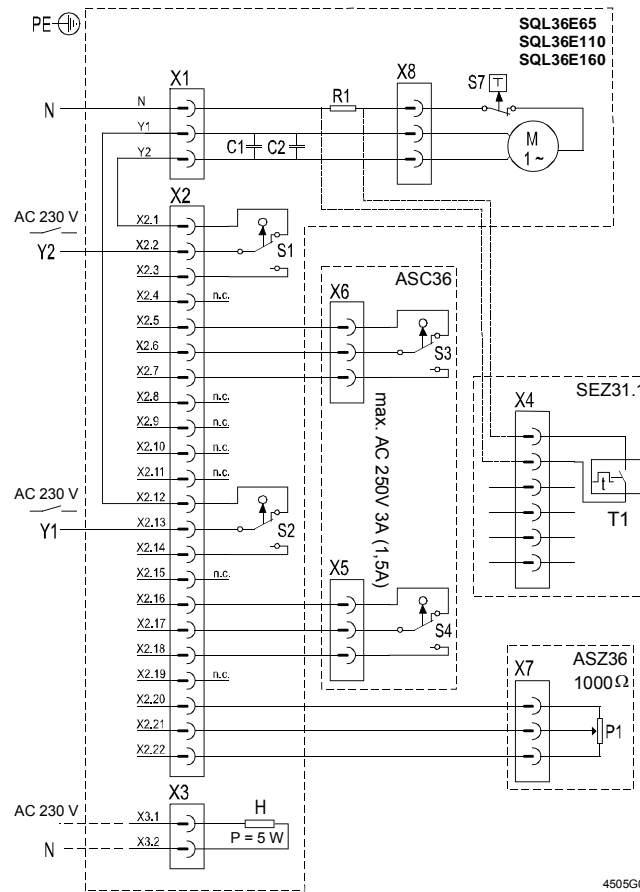 PE
SQL36E65
SQL36E110
SQL36E160
X1
X8
S7
R1
N
N
Y1
Y2
C1
C2
M
1 ~
X2
AC 230 V
Y2
X2.1
X2.2
X2.3
X2.4
n.c.
S1
X2.5
X2.6
X2.7
X2.8
n.c.
X2.9
n.c.
X2.10
n.c.
X2.11
n.c.
ASC36
X6
S3
max. AC 250V 3A (1,5A)
SEZ31.1
X4
t
T1
AC 230 V
Y1
X2.12
X2.13
X2.14
S2
X2.15
n.c.
X2.16
X2.17
X2.18
X5
S4
X2.19
n.c.
X2.20
X2.21
X2.22
X7
ASZ36
1000Ω
P1
X3
AC 230 V
X3.1
H
N
X3.2
P = 5 W